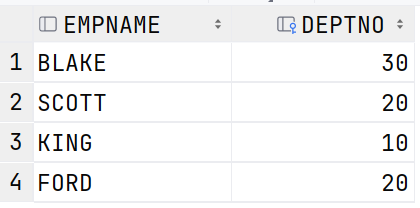 EMPNAME DEPTNO
1 BLAKE 30
2 SCOTT 20
3 KING 10
4 FORD 20